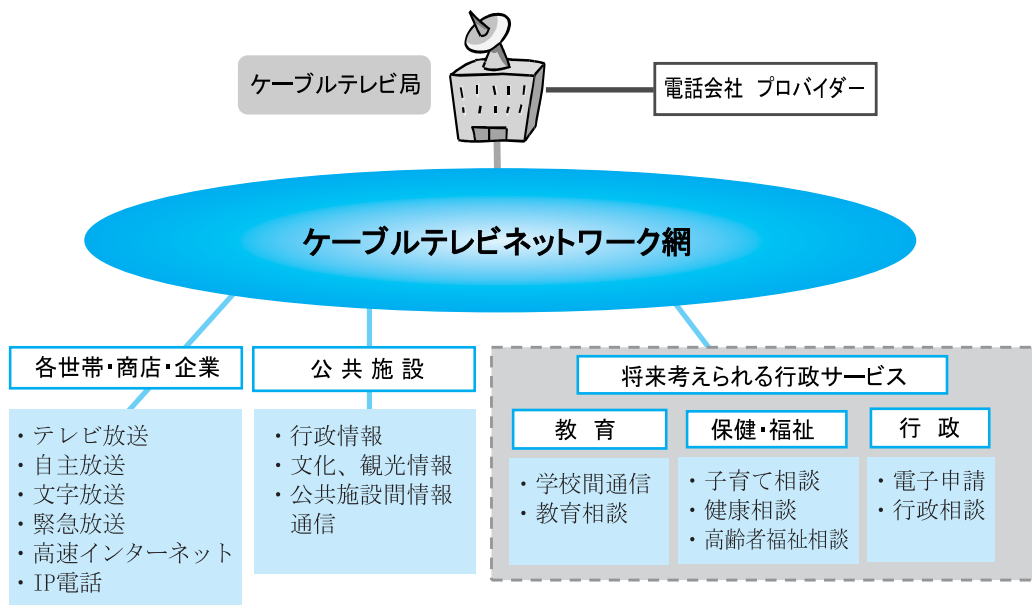 ケーブルテレビ局
電話会社 プロバイダー
ケーブルテレビネットワーク網
各世帯・商店・企業
・テレビ放送
・自主放送
・文字放送
・緊急放送
・高速インターネット
・IP電話
公共施設
・行政情報
・文化、観光情報
・公共施設間情報
通信
将来考えられる行政サービス
教育
・学校間通信
・教育相談
保健・福祉
・子育て相談
・健康相談
・高齢者福祉相談
行政
・電子申請
・行政相談